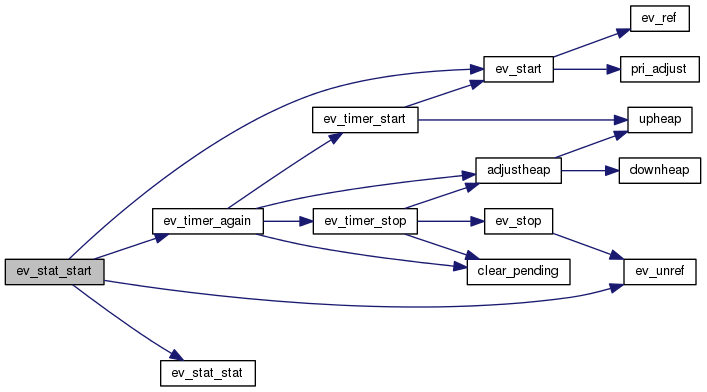 ev_ref
ev_start
pri_adjust
ev_timer_start
upheap
adjustheap
downheap
ev_timer_again
ev_timer_stop
ev_stop
ev_stat_start
clear_pending
ev_unref
ev_stat_stat